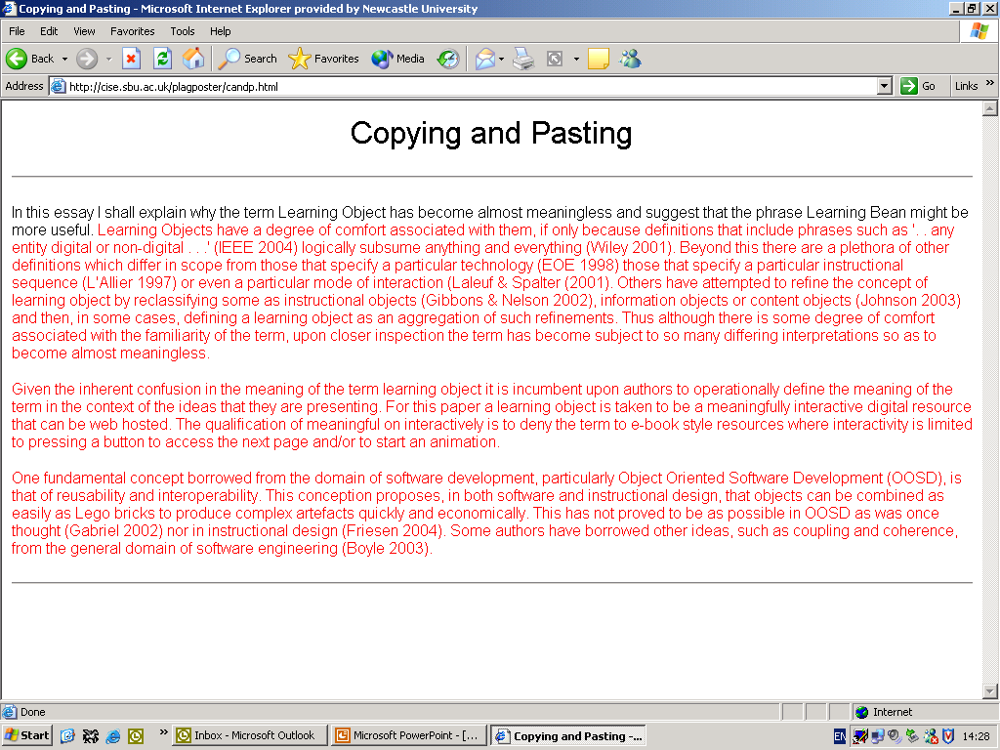 Copying and Pasting - Microsoft Internet Explorer provided by Newcastle University
File Edit View Favorites Tools Help
Back Search Favorites Media
Address http://cise.sbu.ac.uk/plagposter/candp.html Go Links »
Copying and Pasting
In this essay I shall explain why the term Learning Object has become almost meaningless and suggest that the phrase Learning Bean might be
more useful. Learning Objects have a degree of comfort associated with them, if only because definitions that include phrases such as '. . any
entity digital or non-digital . . .' (IEEE 2004) logically subsume anything and everything (Wiley 2001). Beyond this there are a plethora of other
definitions which differ in scope from those that specify a particular technology (EOE 1998) those that specify a particular instructional
sequence (L'Allier 1997) or even a particular mode of interaction (Laleuf & Spalter (2001). Others have attempted to refine the concept of
learning object by reclassifying some as instructional objects (Gibbons & Nelson 2002), information objects or content objects (Johnson 2003)
and then, in some cases, defining a learning object as an aggregation of such refinements. Thus although there is some degree of comfort
associated with the familiarity of the term, upon closer inspection the term has become subject to so many differing interpretations so as to
become almost meaningless.
Given the inherent confusion in the meaning of the term learning object it is incumbent upon authors to operationally define the meaning of the
term in the context of the ideas that they are presenting. For this paper a learning object is taken to be a meaningfully interactive digital resource
that can be web hosted. The qualification of meaningful on interactively is to deny the term to e-book style resources where interactivity is limited
to pressing a button to access the next page and/or to start an animation.
One fundamental concept borrowed from the domain of software development, particularly Object Oriented Software Development (OOSD), is
that of reusability and interoperability. This conception proposes, in both software and instructional design, that objects can be combined as
easily as Lego bricks to produce complex artefacts quickly and economically. This has not proved to be as possible in OOSD as was once
thought (Gabriel 2002) nor in instructional design (Friesen 2004). Some authors have borrowed other ideas, such as coupling and coherence,
from the general domain of software engineering (Boyle 2003).
Done Internet
Start » Inbox - Microsoft Outlook Microsoft PowerPoint - [... Copying and Pasting -... EN 14:28